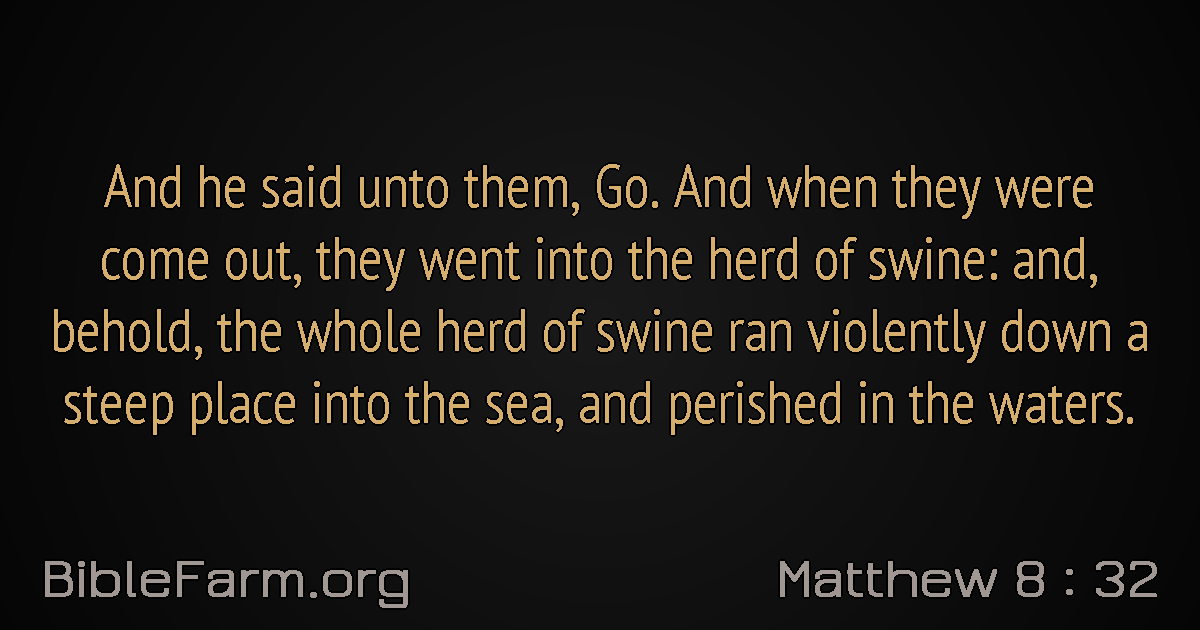 And he said unto them, Go. And when they were
come out, they went into the herd of swine: and,
behold, the whole herd of swine ran violently down a
steep place into the sea, and perished in the waters.
BibleFarm.org
Matthew 8 : 32